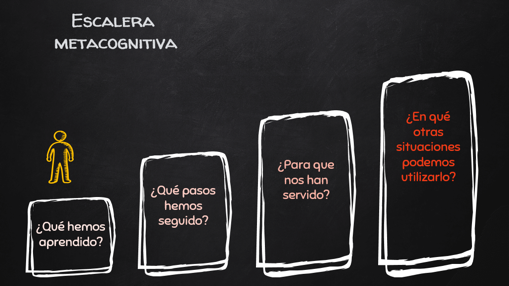 Escalera
metacognitiva
¿Qué hemos
aprendido?
¿Qué pasos
hemos
seguido?
¿Para que
nos han
servido?
¿En qué
otras
situaciones
podemos
utilizarlo?